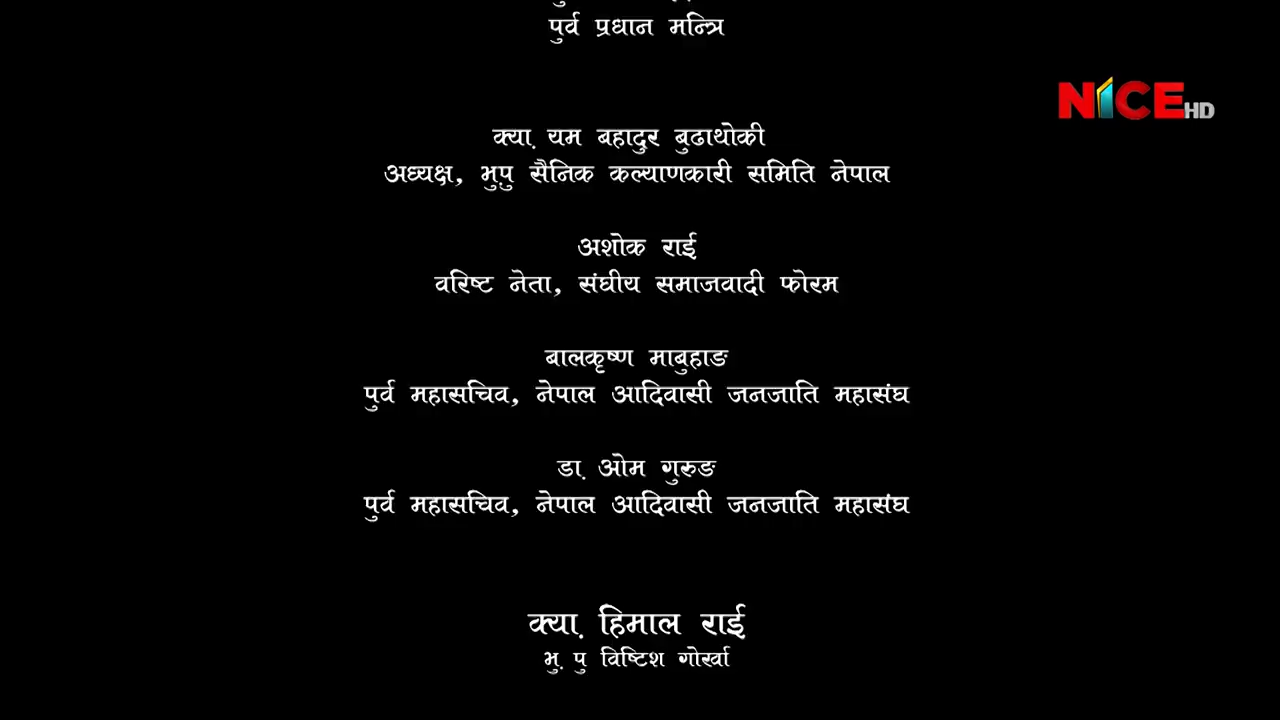 पुर्व प्रधान मन्त्रि
NICE HD
क्या. यम बहादुर बुढाथोकी
अध्यक्ष, भुपु सैनिक कल्याणकारी समिति नेपाल
अशोक राई
वरिष्ट नेता, संघीय समाजवादी फोरम
बालकृष्ण माबुहाङ
पुर्व महासचिव, नेपाल आदिवासी जनजाति महासंघ
डा. ओम गुरुङ
पुर्व महासचिव, नेपाल आदिवासी जनजाति महासंघ
क्या. हिमाल राई
भु. पु विष्टिश गोर्खा